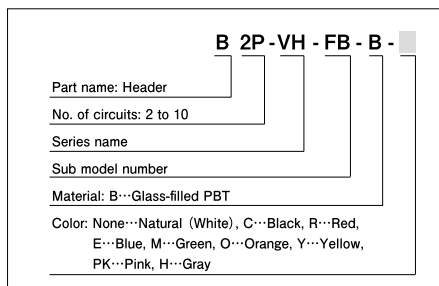 B 2P-VH-FB-B-
Part name: Header
No. of circuits: 2 to 10
Series name
Sub model number
Material: B…Glass-filled PBT
Color: None…Natural (White), C…Black, R…Red,
E…Blue, M…Green, O…Orange, Y…Yellow,
PK…Pink, H…Gray